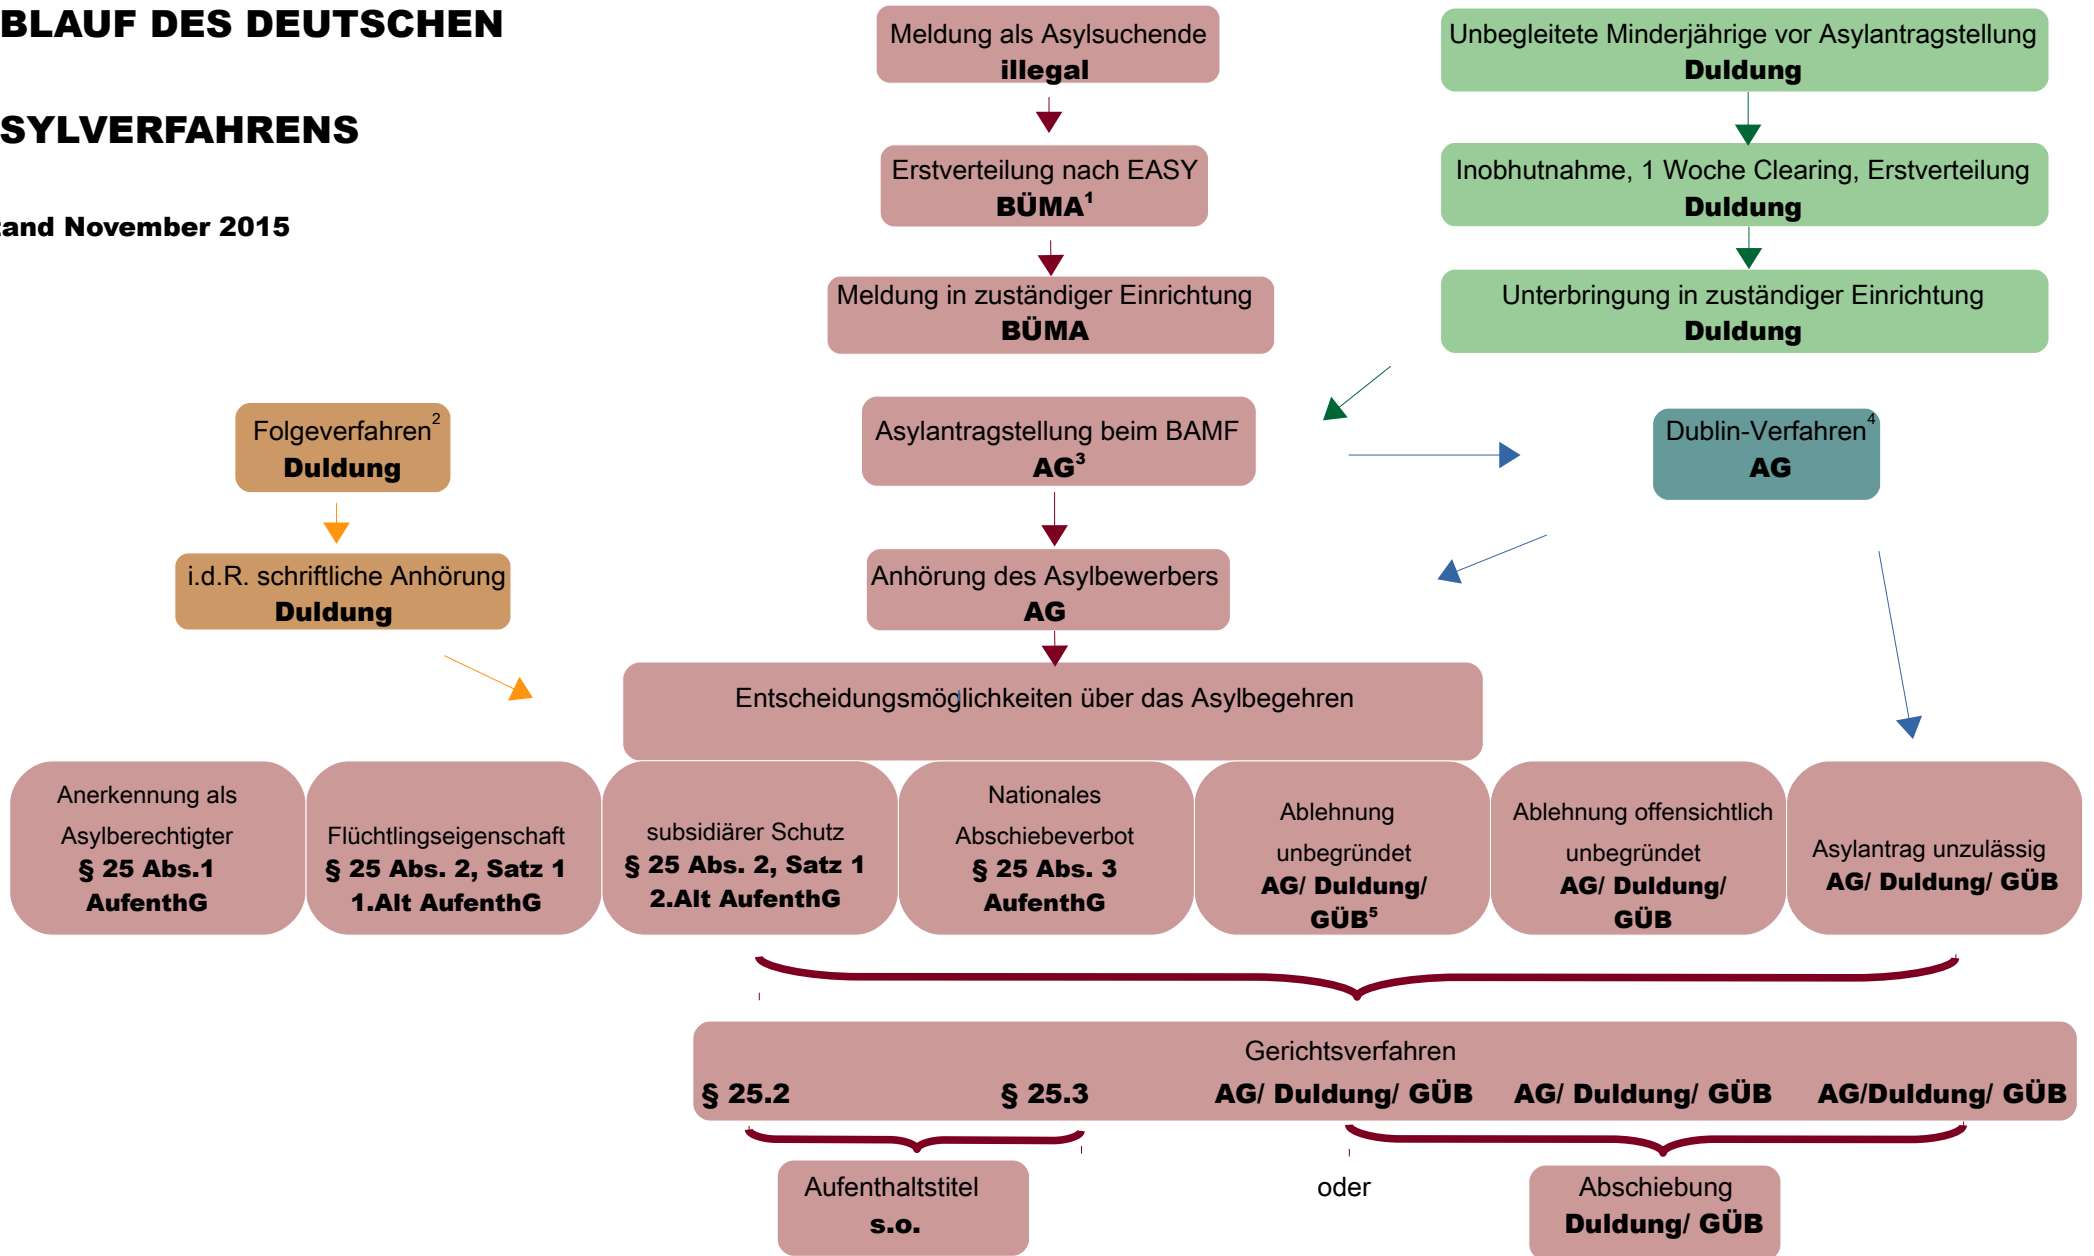 BLAUF DES DEUTSCHEN
SYLVERFAHRENS
tand November 2015
Meldung als Asylsuchende
illegal
Unbegleitete Minderjährige vor Asylantragstellung
Duldung
Erstverteilung nach EASY
BÜMA¹
Inobhutnahme, 1 Woche Clearing, Erstverteilung
Duldung
Meldung in zuständiger Einrichtung
BÜMA
Unterbringung in zuständiger Einrichtung
Duldung
Folgeverfahren²
Duldung
Asylantragstellung beim BAMF
AG³
Dublin-Verfahren⁴
AG
i.d.R. schriftliche Anhörung
Duldung
Anhörung des Asylbewerbers
AG
Entscheidungsmöglichkeiten über das Asylbegehren
Anerkennung als
Asylberechtigter
§ 25 Abs.1
AufenthG
Flüchtlingseigenschaft
§ 25 Abs. 2, Satz 1
1.Alt AufenthG
subsidiärer Schutz
§ 25 Abs. 2, Satz 1
2.Alt AufenthG
Nationales
Abschiebeverbot
§ 25 Abs. 3
AufenthG
Ablehnung
unbegründet
AG/ Duldung/
GÜB⁵
Ablehnung offensichtlich
unbegründet
AG/ Duldung/
GÜB
Asylantrag unzulässig
AG/ Duldung/ GÜB
Gerichtsverfahren
§ 25.2 § 25.3 AG/ Duldung/ GÜB AG/ Duldung/ GÜB AG/Duldung/ GÜB
Aufenthaltstitel
s.o.
oder
Abschiebung
Duldung/ GÜB